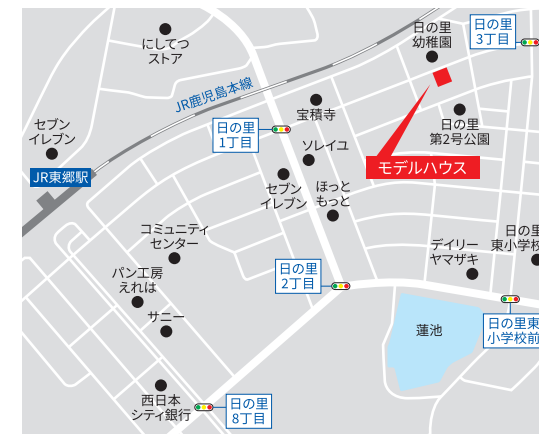 にしてつ
ストア
日の里
幼稚園
日の里
3丁目
JR鹿児島本線
宝積寺
日の里
1丁目
セブン
イレブン
ソレイユ
日の里
第2号公園
モデルハウス
JR東郷駅
セブン
イレブン
ほっと
もっと
コミュニティ
センター
日の里
東小学校
デイリー
ヤマザキ
日の里
2丁目
パン工房
えれは
サニー
蓮池
日の里東
小学校前
西日本
シティ銀行
日の里
8丁目